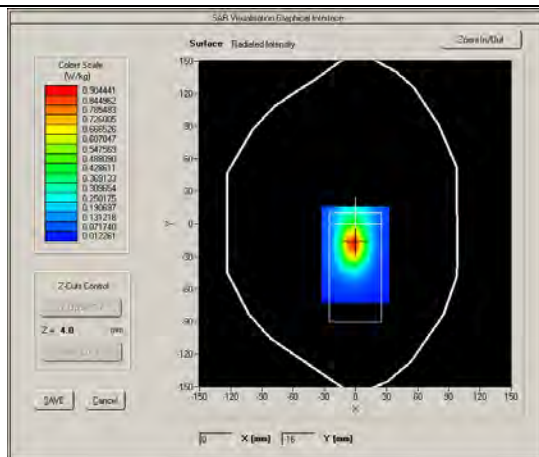 SAR Visualisation Graphical Interface
Surface Radiated Intensity
Zoom In/Out
Colors Scale
(W/kg)
0.904441
0.844962
0.785483
0.726005
0.666526
0.607047
0.547569
0.488090
0.428611
0.369133
0.309654
0.250175
0.190697
0.131218
0.071740
0.012261
Z-Cuts Control
Z = 4.0 mm
SAVE Cancel
150
120
90
60
30
Y 0
-30
-60
-90
120
150
-150 -120 -90 -60 -30 0 30 60 90 120 150
X
0 X (mm) -16 Y (mm)